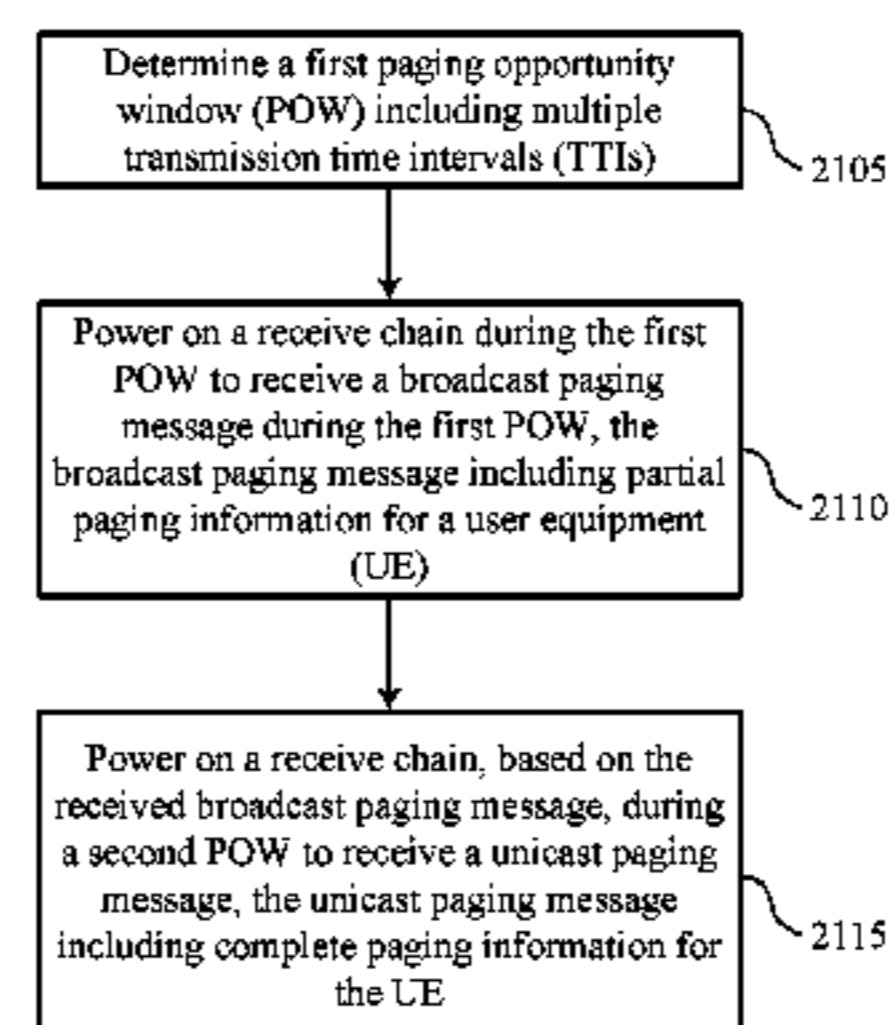 Determine a first paging opportunity
window (POW) including multiple
transmission time intervals (TTIs)
2105
Power on a receive chain during the first
POW to receive a broadcast paging
message during the first POW, the
broadcast paging message including partial
paging information for a user equipment
(UE)
2110
Power on a receive chain, based on the
received broadcast paging message, during
a second POW to receive a unicast paging
message, the unicast paging message
including complete paging information for
the UE
2115